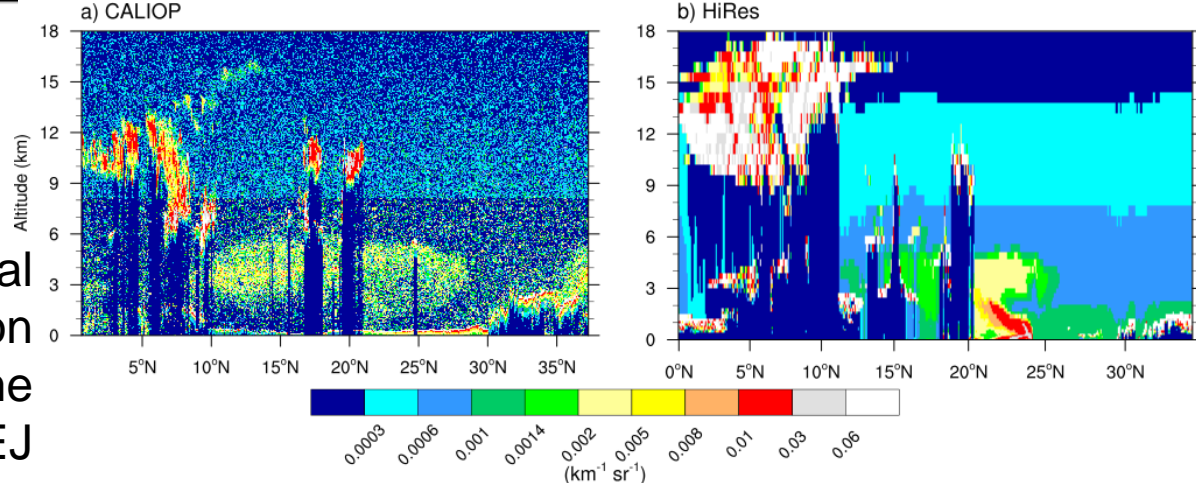 a) CALIOP
b) HiRes
18
15
12
9
6
3
0
Altitude (km)
5°N 10°N 15°N 20°N 25°N 30°N 35°N
18
15
12
9
6
3
0
0°N 5°N 10°N 15°N 20°N 25°N 30°N
al
on
ne
EJ
0.0003 0.0006 0.001 0.0014 0.002 0.005 0.008 0.01 0.03 0.06
(km⁻¹ sr⁻¹)